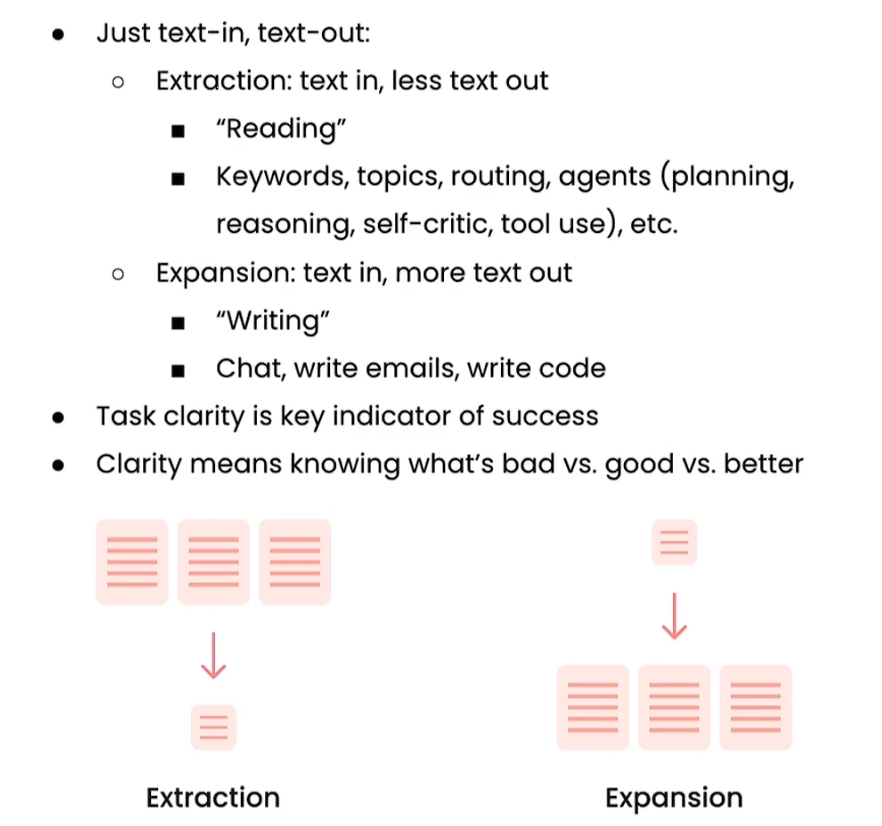 ● Just text-in, text-out:
○ Extraction: text in, less text out
■ “Reading”
■ Keywords, topics, routing, agents (planning,
reasoning, self-critic, tool use), etc.
○ Expansion: text in, more text out
■ “Writing”
■ Chat, write emails, write code
● Task clarity is key indicator of success
● Clarity means knowing what’s bad vs. good vs. better
Extraction
Expansion